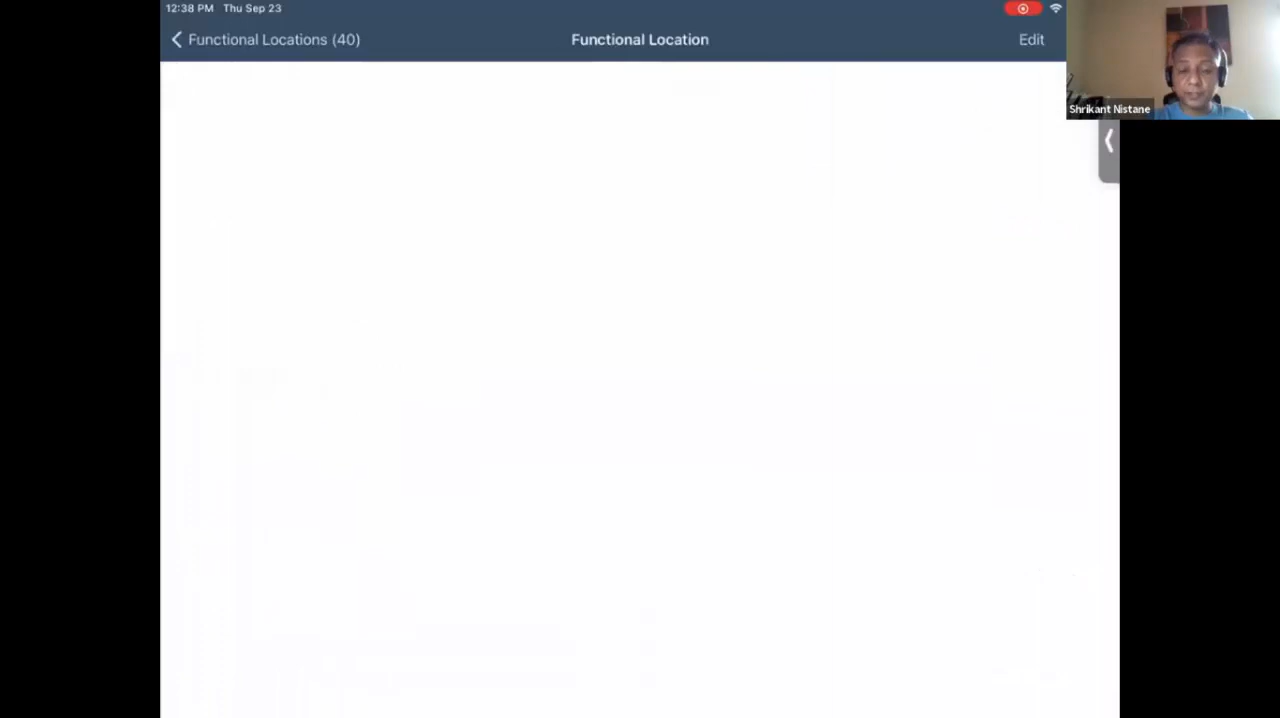 12:38 PM Thu Sep 23
Functional Locations (40)
Functional Location
Edit
Shrikant Nistane